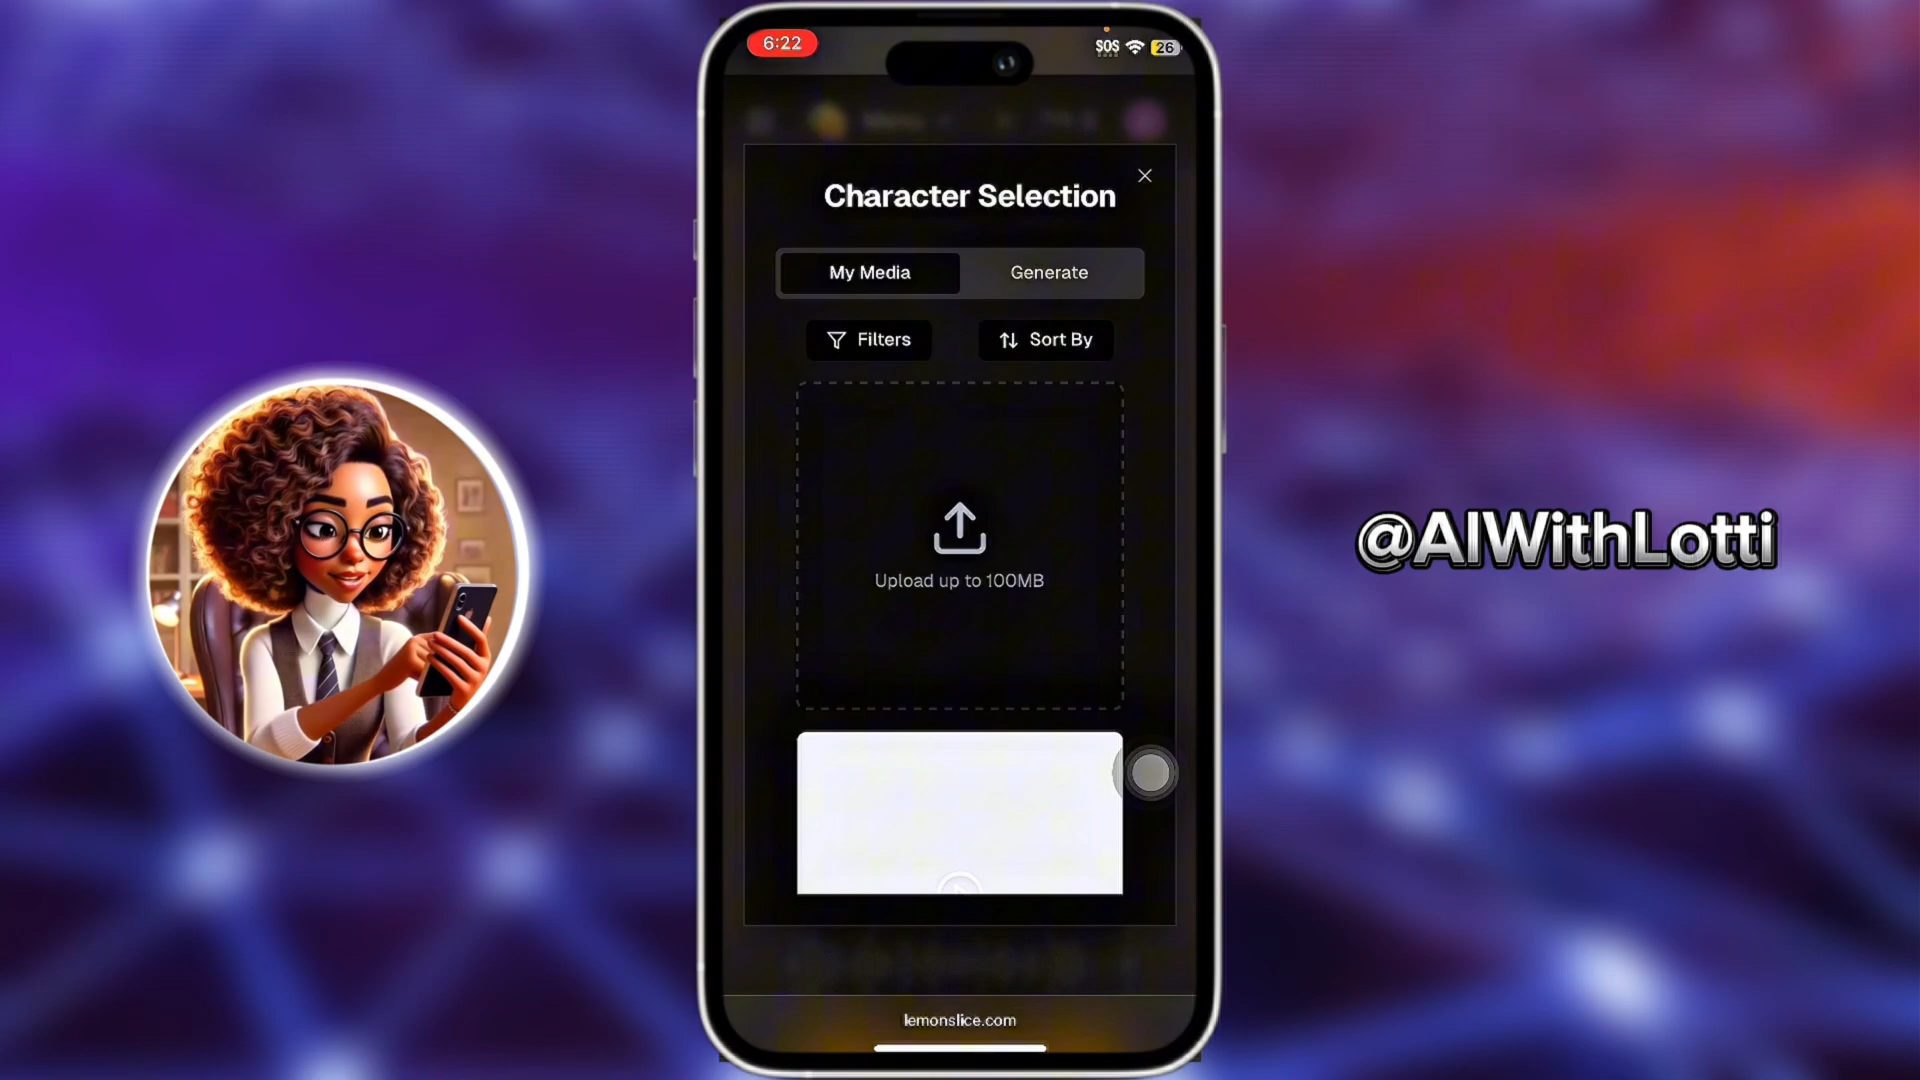 6:22
SOS
26
Character Selection
My Media
Generate
Filters
Sort By
Upload up to 100MB
@AIWithLotti
lemonslice.com